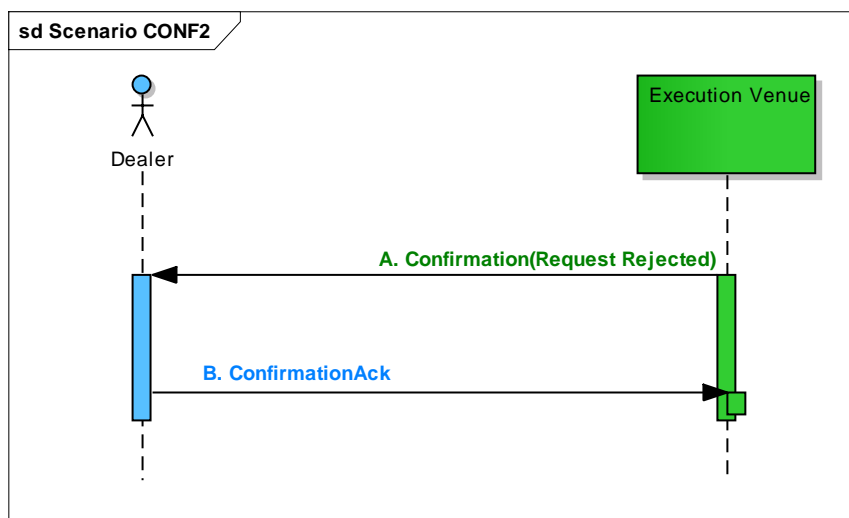 sd Scenario CONF2
Execution Venue
Dealer
A. Confirmation(Request Rejected)
B. ConfirmationAck